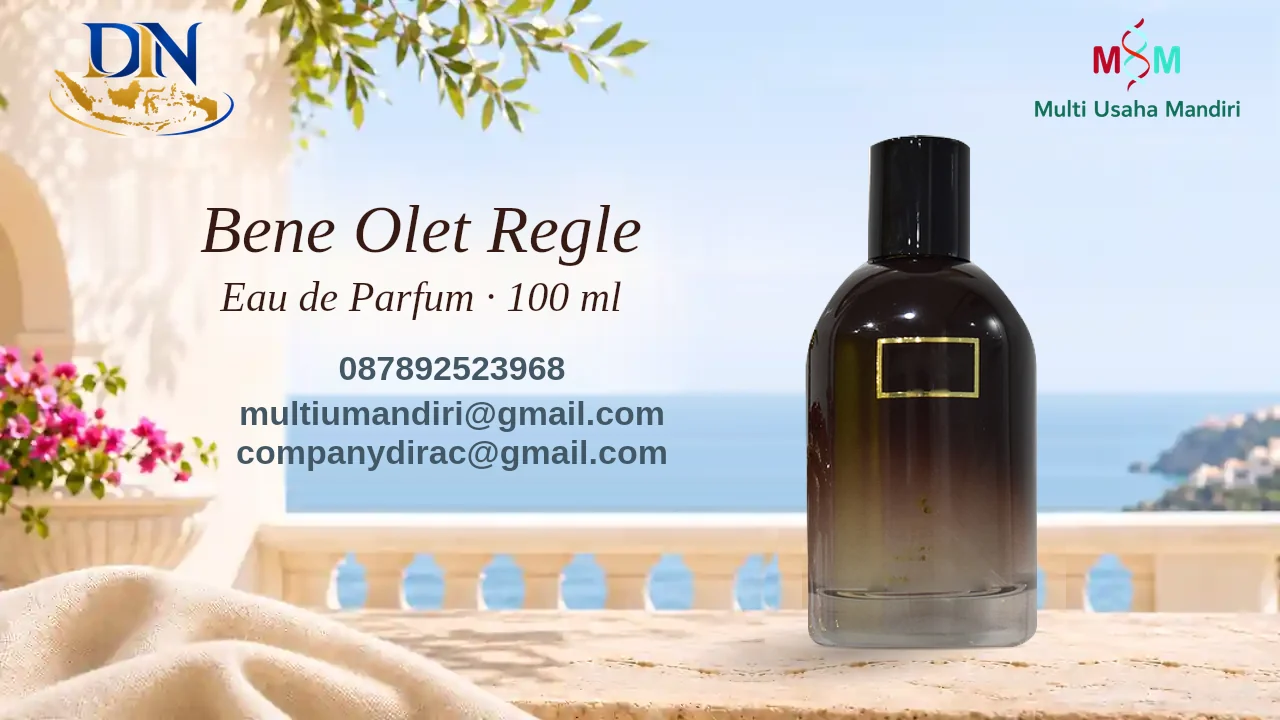 DIN
MSM
Multi Usaha Mandiri
Bene Olet Regle
Eau de Parfum · 100 ml
087892523968
multiumandiri@gmail.com
companydirac@gmail.com